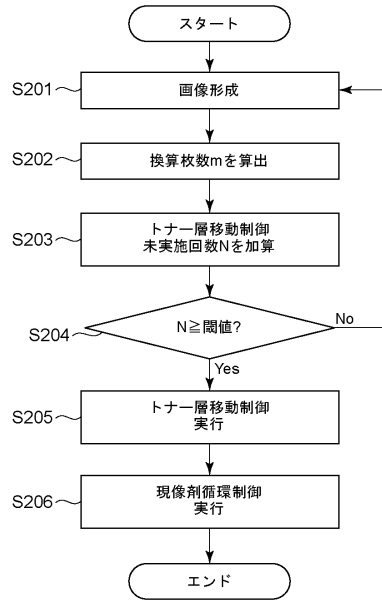 スタート
S201
画像形成
S202
換算枚数mを算出
S203
トナー層移動制御
未実施回数Nを加算
S204
N≧閾値?
No
Yes
S205
トナー層移動制御
実行
S206
現像剤循環制御
実行
エンド